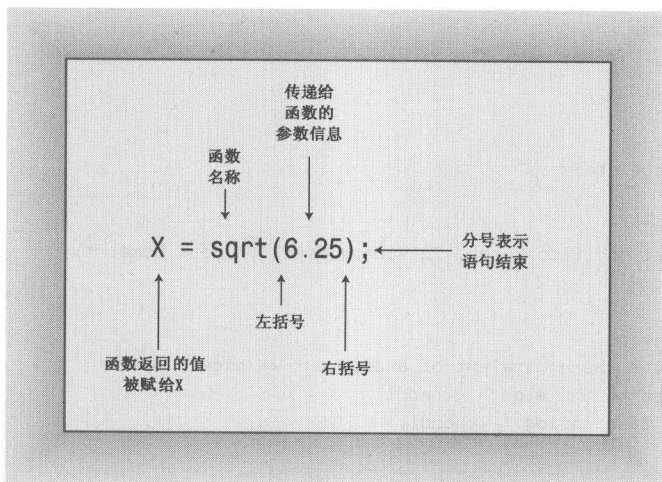 传递给
函数的
参数信息
函数
名称
X = sqrt(6.25);
分号表示
语句结束
左括号
函数返回的值
被赋给X
右括号